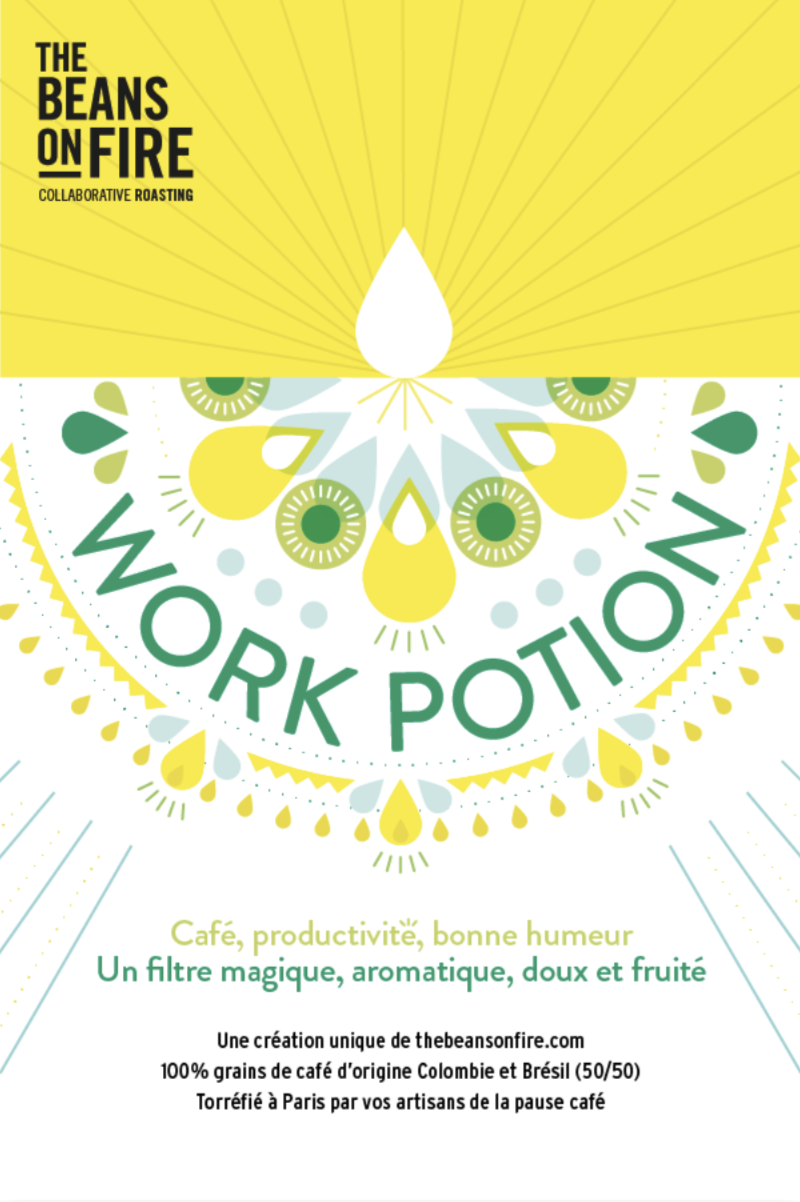 THE
BEANS
ON FIRE
COLLABORATIVE ROASTING
WORK POTION
Café, productivité, bonne humeur
Un filtre magique, aromatique, doux et fruité
Une création unique de thebeansonfire.com
100% grains de café d'origine Colombie et Brésil (50/50)
Torréfié à Paris par vos artisans de la pause café